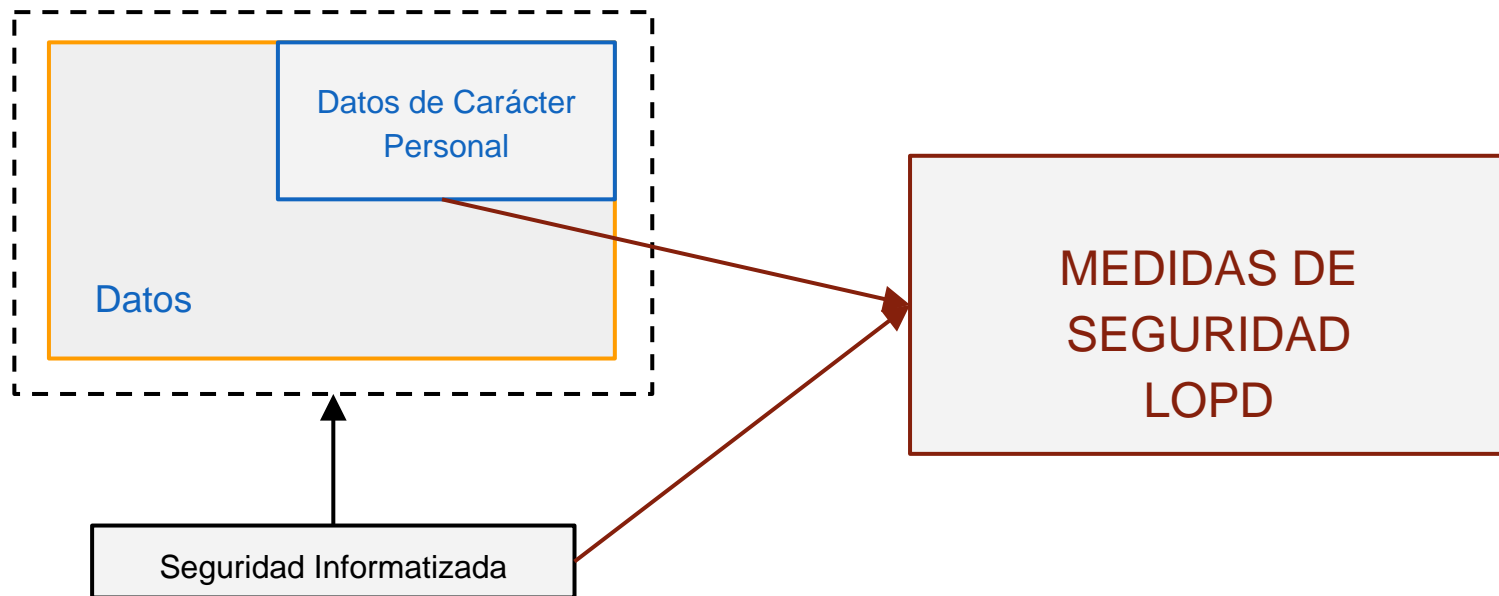 Datos de Carácter
Personal
Datos
MEDIDAS DE
SEGURIDAD
LOPD
Seguridad Informatizada